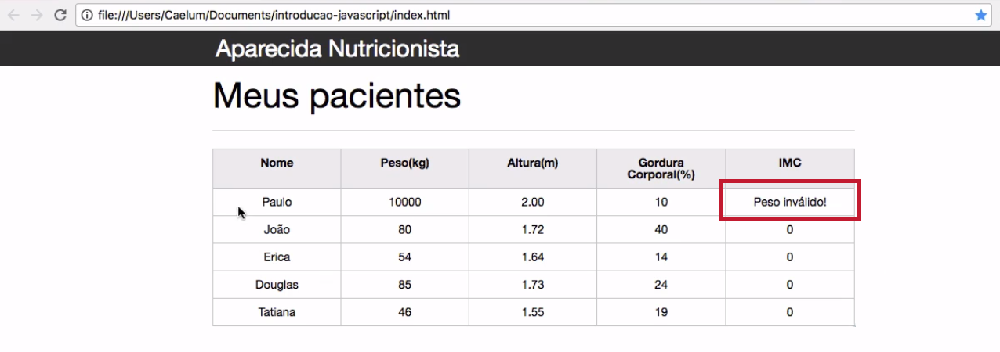 file:///Users/Caelum/Documents/introducao-javascript/index.html
Aparecida Nutricionista
Meus pacientes
Nome Peso(kg) Altura(m) Gordura Corporal(%) IMC
Paulo 10000 2.00 10 Peso inválido!
João 80 1.72 40 0
Erica 54 1.64 14 0
Douglas 85 1.73 24 0
Tatiana 46 1.55 19 0